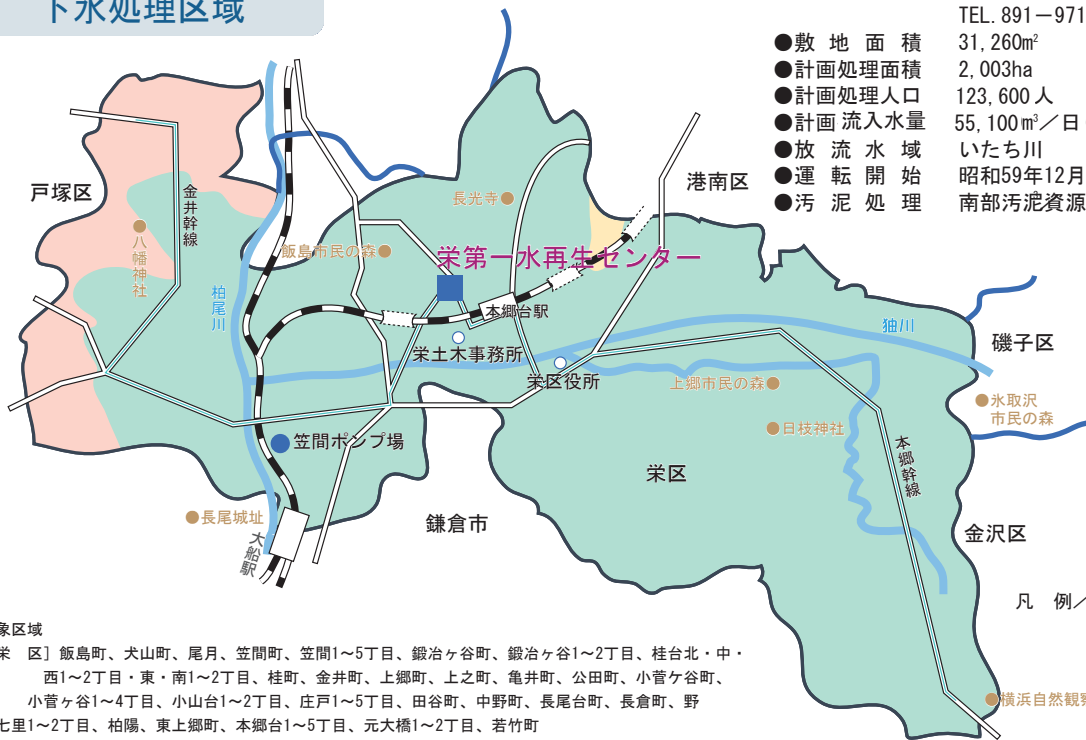 下水処理区域
TEL. 891－971
●敷地面積 31,260m²
●計画処理面積 2,003ha
●計画処理人口 123,600人
●計画流入水量 55,100m³／日
●放流水域 いたち川
●運転開始 昭和59年12月
●汚泥処理 南部汚泥資源
戸塚区
金井幹線
八幡神社
柏尾川
飯島市民の森
長光寺
港南区
栄第一水再生センター
本郷台駅
栄土木事務所
栄区役所
狆川
磯子区
上郷市民の森
氷取沢
市民の森
日枝神社
本郷幹線
栄区
笠間ポンプ場
長尾城址
大船駅
鎌倉市
金沢区
凡 例／
横浜自然観察
象区域
栄 区］飯島町、犬山町、尾月、笠間町、笠間1～5丁目、鍛冶ヶ谷町、鍛冶ヶ谷1～2丁目、桂台北・中・
西1～2丁目・東・南1～2丁目、桂町、金井町、上郷町、上之町、亀井町、公田町、小菅ケ谷町、
小菅ヶ谷1～4丁目、小山台1～2丁目、庄戸1～5丁目、田谷町、中野町、長尾台町、長倉町、野
七里1～2丁目、柏陽、東上郷町、本郷台1～5丁目、元大橋1～2丁目、若竹町